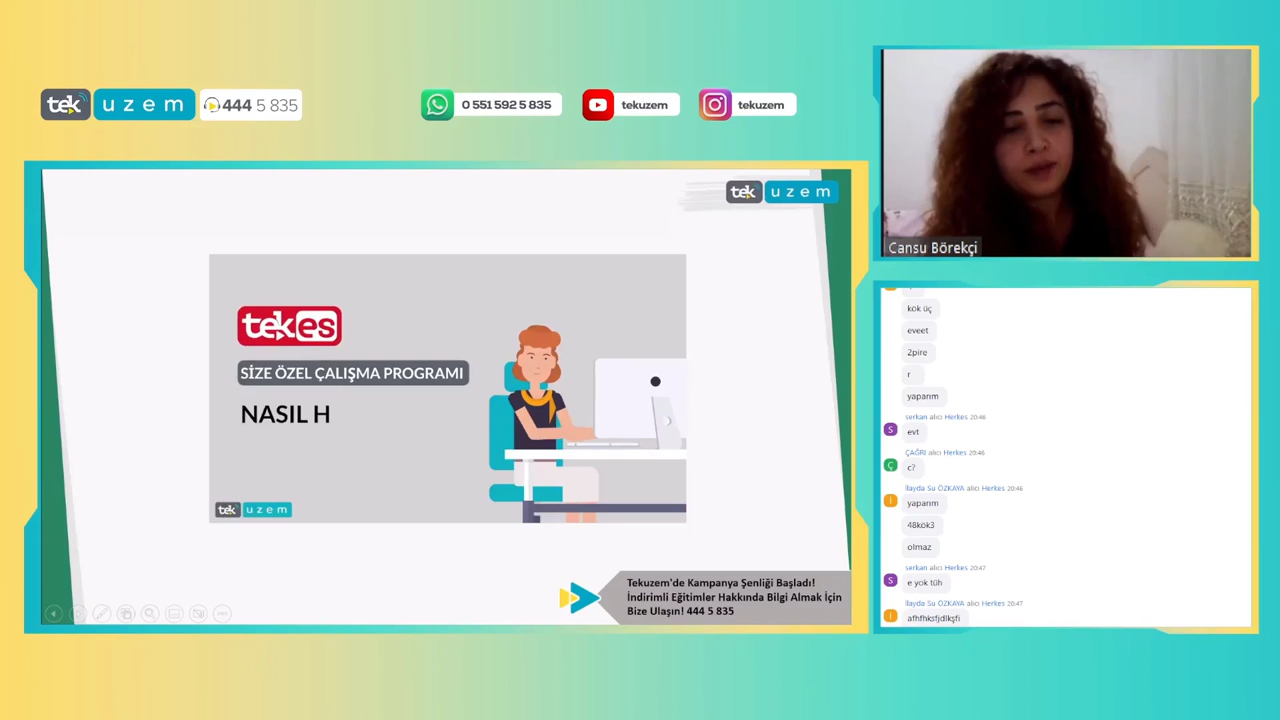 tek uzem 444 5 835
0 551 592 5 835
tekuzem
tekuzem
tek uzem
tekes
SİZE ÖZEL ÇALIŞMA PROGRAMI
NASIL H
tek uzem
Tekuzem'de Kampanya Şenliği Başladı!
İndirimli Eğitimler Hakkında Bilgi Almak İçin
Bize Ulaşın! 444 5 835
Cansu Börekçi
kok üç
eveet
2pire
r
yaparım
serkan alıcı Herkes 20:46
S
evt
ÇAĞRI alıcı Herkes 20:46
Ç
c?
İlayda Su ÖZKAYA alıcı Herkes 20:46
İ
yaparım
48kok3
olmaz
serkan alıcı Herkes 20:47
S
e yok tüh
İlayda Su ÖZKAYA alıcı Herkes 20:47
İ
afhfhksfjdlkşfi